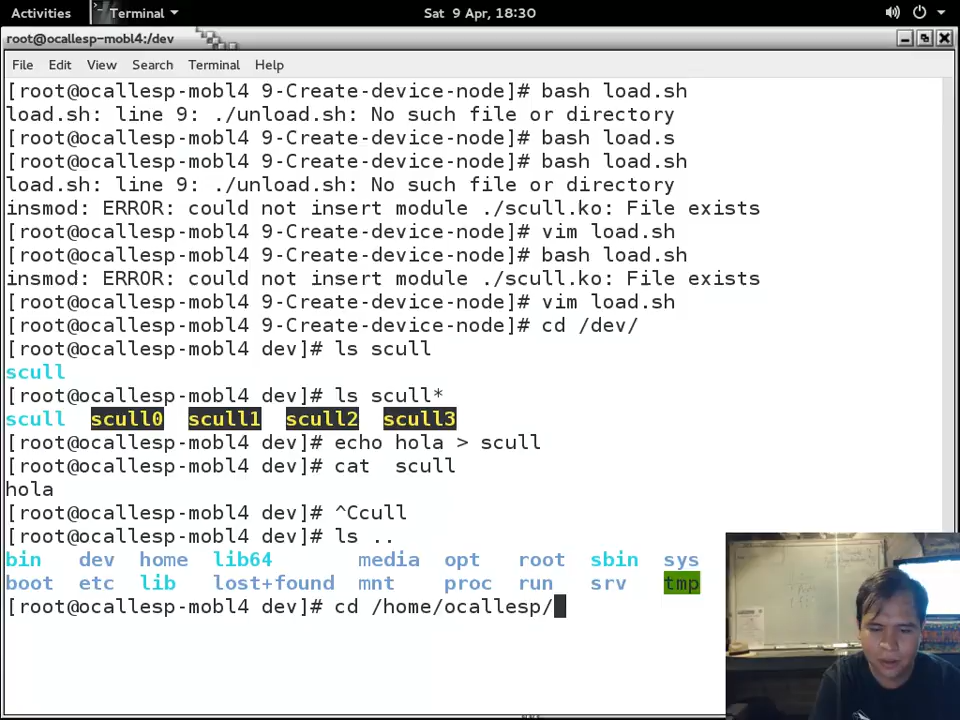 Activities Terminal Sat 9 Apr, 18:30
root@ocallesp-mobl4:/dev
File Edit View Search Terminal Help
[root@ocallesp-mobl4 9-Create-device-node]# bash load.sh
load.sh: line 9: ./unload.sh: No such file or directory
[root@ocallesp-mobl4 9-Create-device-node]# bash load.s
[root@ocallesp-mobl4 9-Create-device-node]# bash load.sh
load.sh: line 9: ./unload.sh: No such file or directory
insmod: ERROR: could not insert module ./scull.ko: File exists
[root@ocallesp-mobl4 9-Create-device-node]# vim load.sh
[root@ocallesp-mobl4 9-Create-device-node]# bash load.sh
insmod: ERROR: could not insert module ./scull.ko: File exists
[root@ocallesp-mobl4 9-Create-device-node]# vim load.sh
[root@ocallesp-mobl4 9-Create-device-node]# cd /dev/
[root@ocallesp-mobl4 dev]# ls scull
scull
[root@ocallesp-mobl4 dev]# ls scull*
scull scull0 scull1 scull2 scull3
[root@ocallesp-mobl4 dev]# echo hola > scull
[root@ocallesp-mobl4 dev]# cat  scull
hola
[root@ocallesp-mobl4 dev]# ^Ccull
[root@ocallesp-mobl4 dev]# ls ..
bin dev home lib64 media opt root sbin sys
boot etc lib lost+found mnt proc run srv tmp
[root@ocallesp-mobl4 dev]# cd /home/ocallesp/